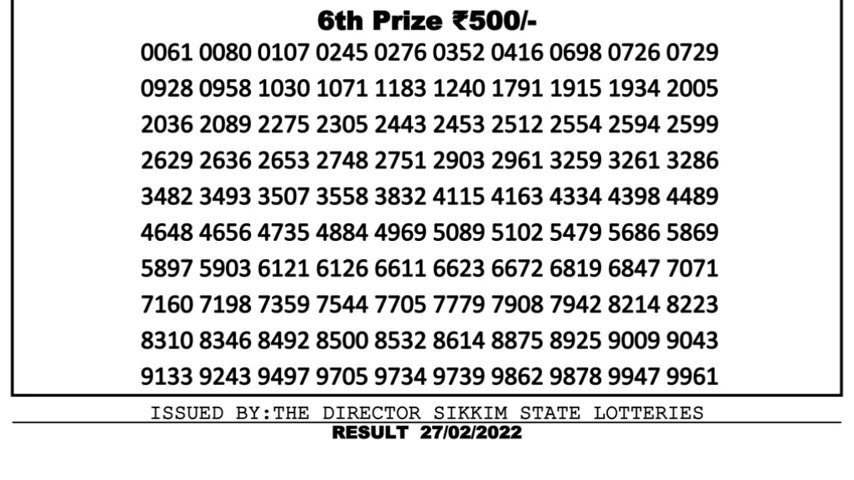 6th Prize ₹500/-
0061 0080 0107 0245 0276 0352 0416 0698 0726 0729
0928 0958 1030 1071 1183 1240 1791 1915 1934 2005
2036 2089 2275 2305 2443 2453 2512 2554 2594 2599
2629 2636 2653 2748 2751 2903 2961 3259 3261 3286
3482 3493 3507 3558 3832 4115 4163 4334 4398 4489
4648 4656 4735 4884 4969 5089 5102 5479 5686 5869
5897 5903 6121 6126 6611 6623 6672 6819 6847 7071
7160 7198 7359 7544 7705 7779 7908 7942 8214 8223
8310 8346 8492 8500 8532 8614 8875 8925 9009 9043
9133 9243 9497 9705 9734 9739 9862 9878 9947 9961
ISSUED BY:THE DIRECTOR SIKKIM STATE LOTTERIES
RESULT 27/02/2022